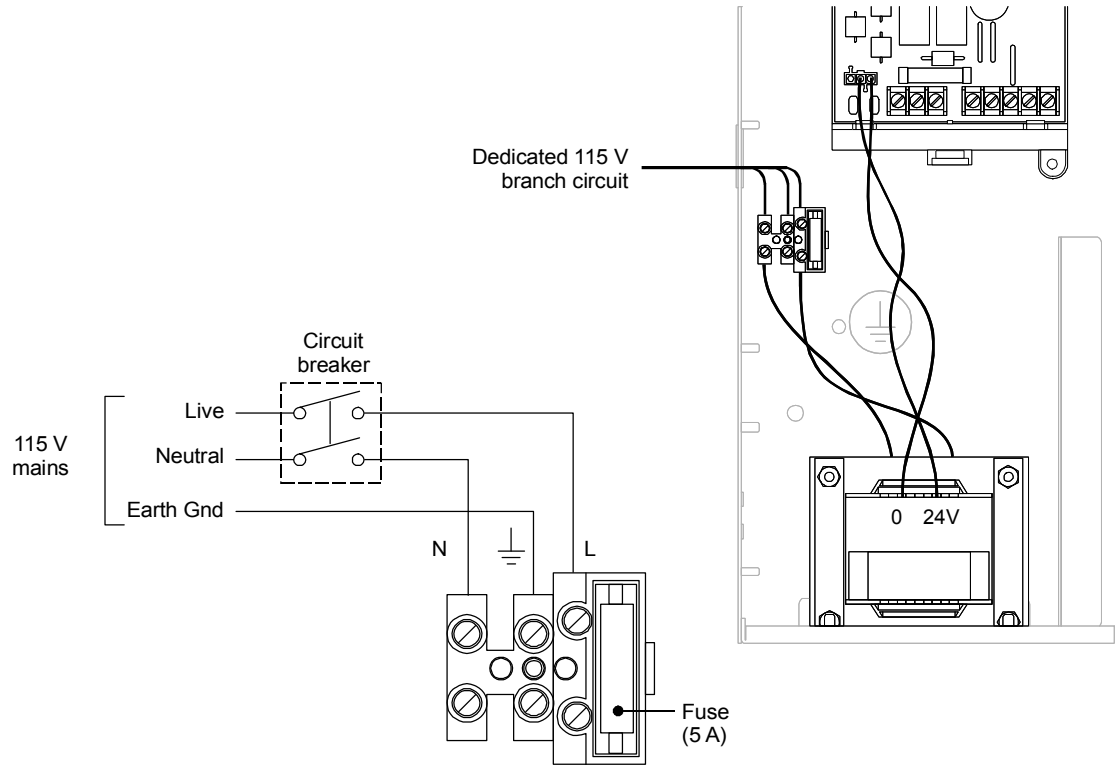 Dedicated 115 V
branch circuit
Circuit
breaker
Live
115 V
mains
Neutral
Earth Gnd
N
L
0 24V
Fuse
(5 A)